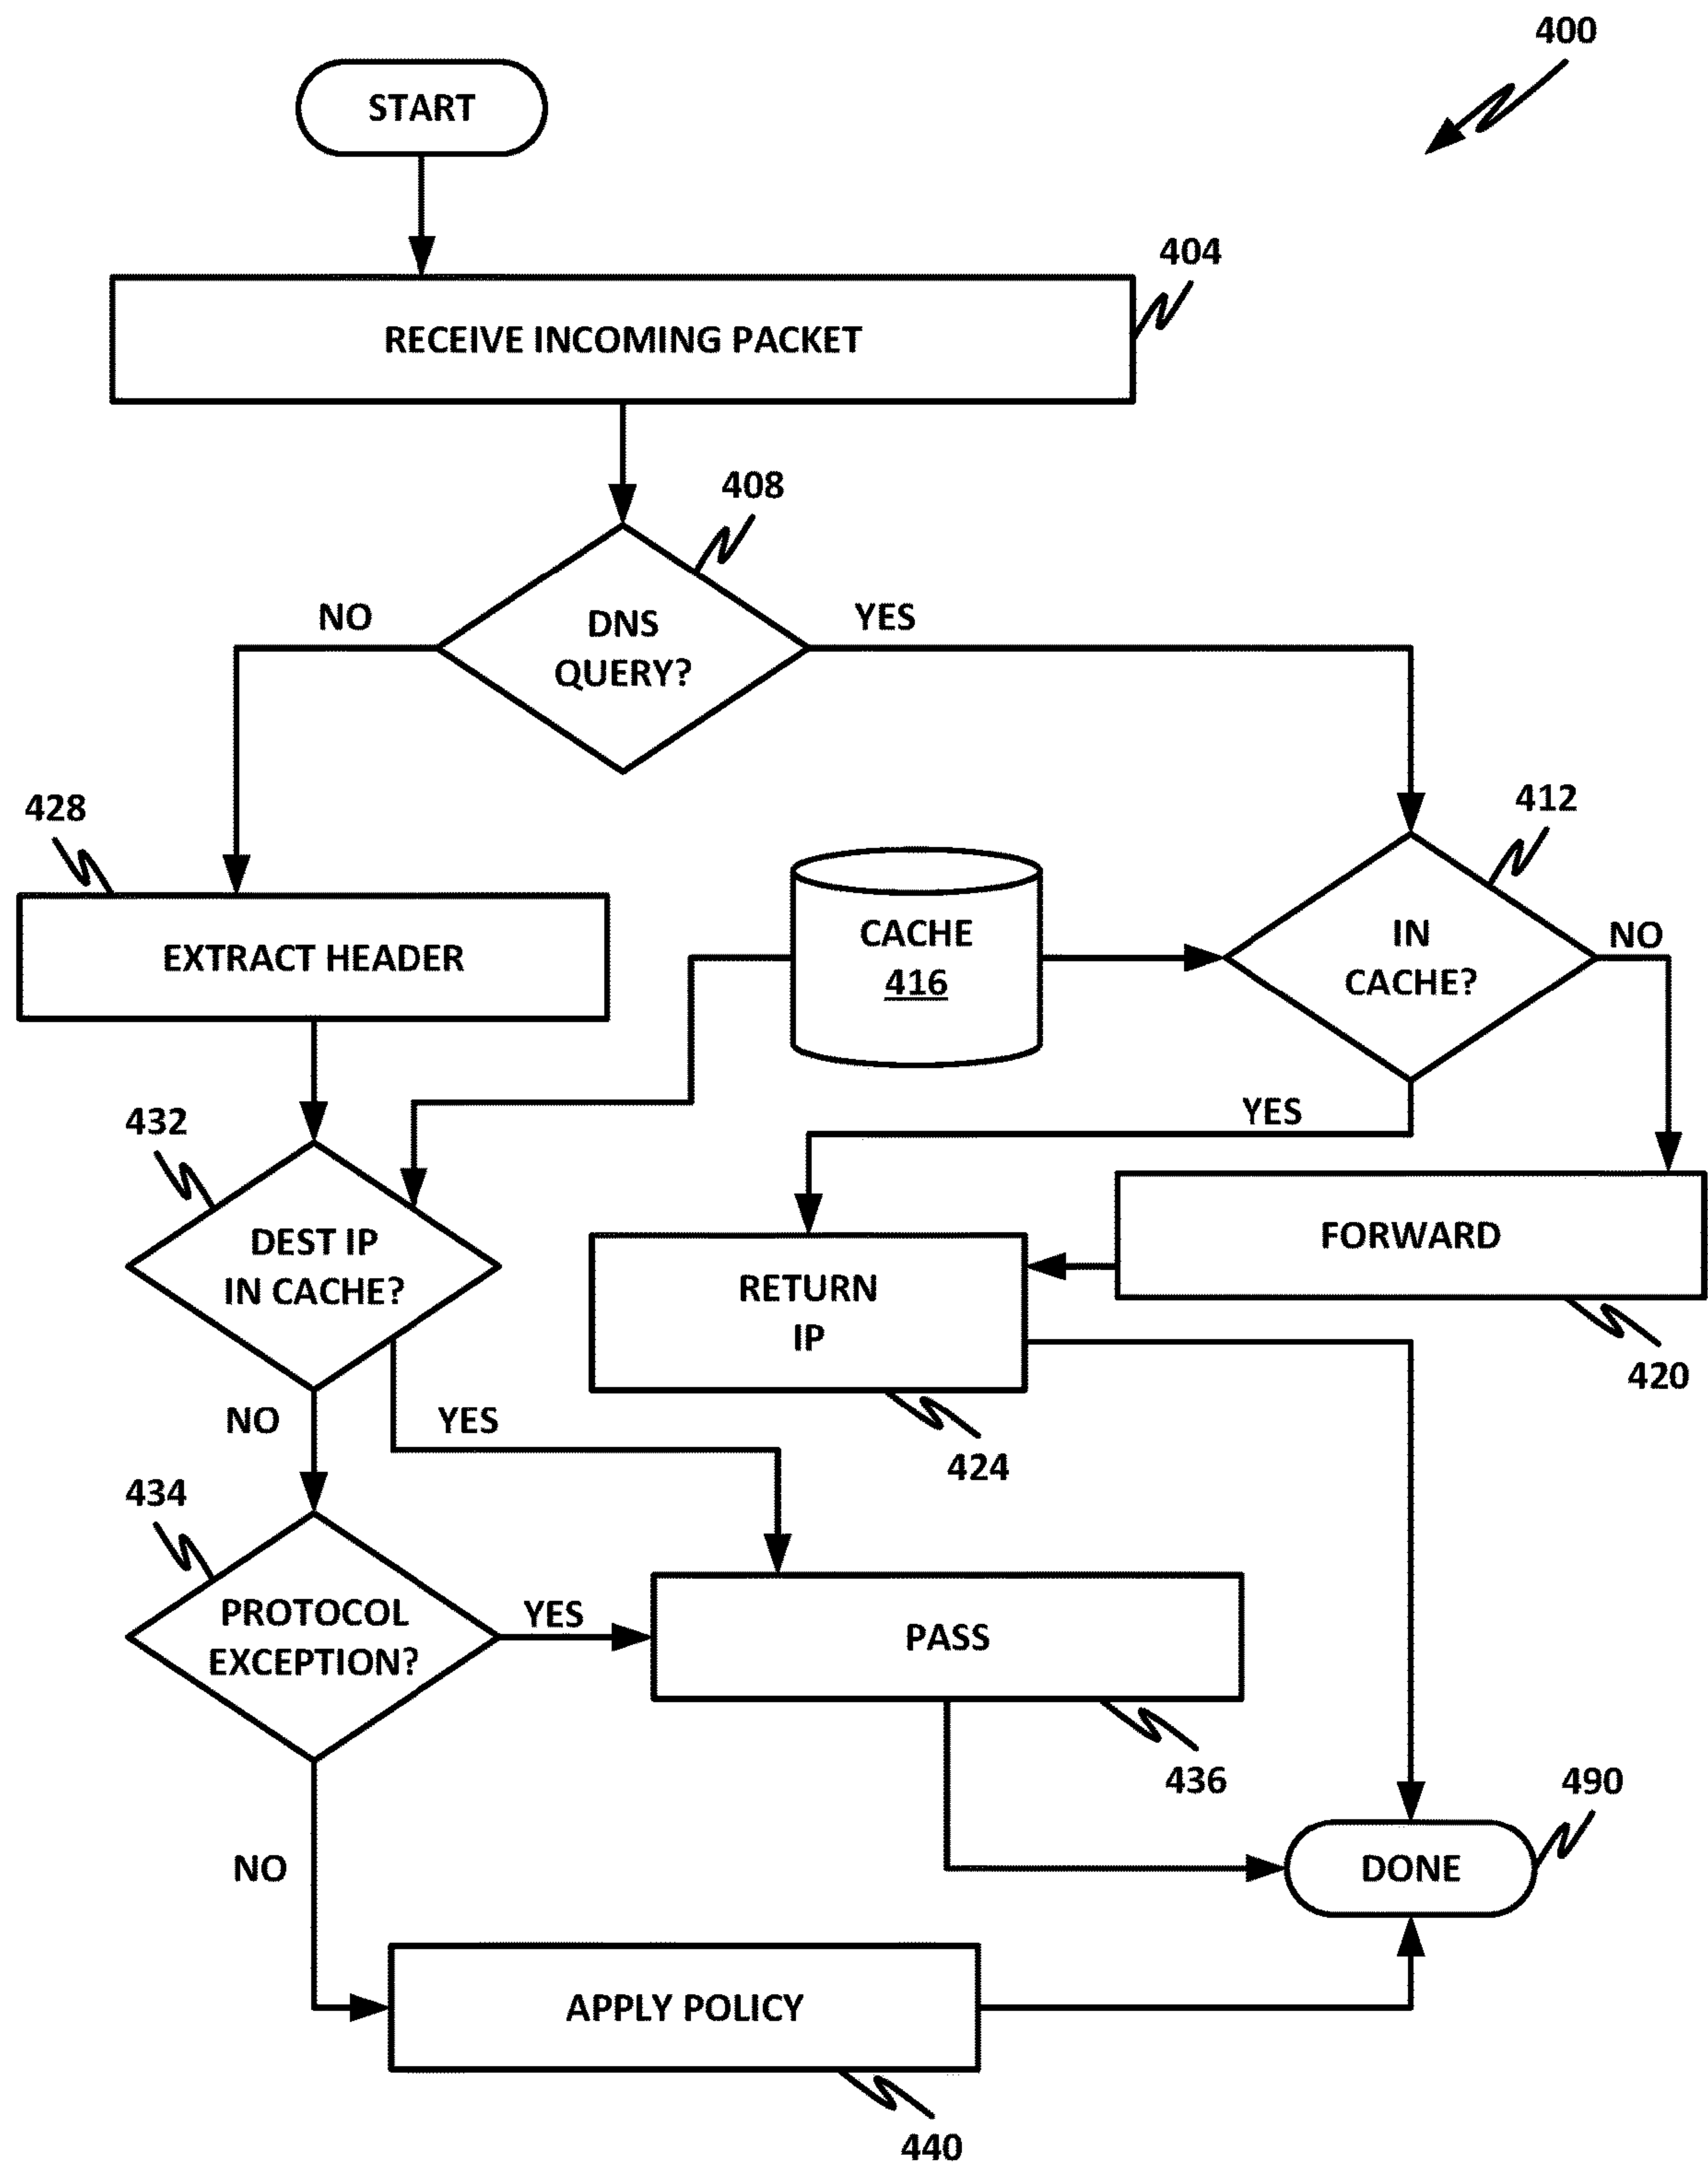 400
START
404
RECEIVE INCOMING PACKET
408
NO
YES
DNS
QUERY?
428
412
EXTRACT HEADER
CACHE
416
IN
CACHE?
NO
YES
432
DEST IP
IN CACHE?
RETURN
IP
FORWARD
420
NO
YES
424
434
PROTOCOL
EXCEPTION?
YES
PASS
436
490
NO
DONE
APPLY POLICY
440